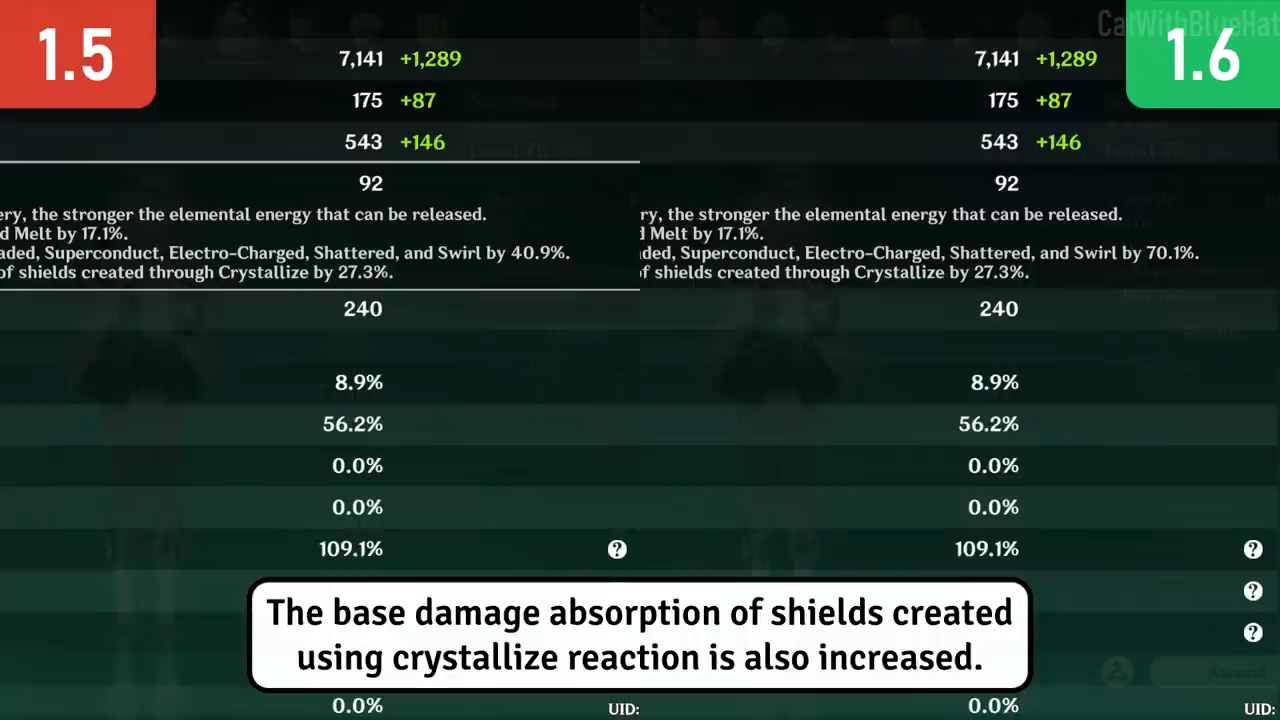 1.5
7,141 +1,289
175 +87
543 +146
92
ery, the stronger the elemental energy that can be released.
d Melt by 17.1%.
aded, Superconduct, Electro-Charged, Shattered, and Swirl by 40.9%.
of shields created through Crystallize by 27.3%.
240
8.9%
56.2%
0.0%
0.0%
109.1% ?
0.0%
UID:
CalWithBlueHat
1.6
7,141 +1,289
175 +87
543 +146
92
ry, the stronger the elemental energy that can be released.
d Melt by 17.1%.
ded, Superconduct, Electro-Charged, Shattered, and Swirl by 70.1%.
of shields created through Crystallize by 27.3%.
240
8.9%
56.2%
0.0%
0.0%
109.1% ?
?
?
0.0%
UID:
The base damage absorption of shields created
using crystallize reaction is also increased.